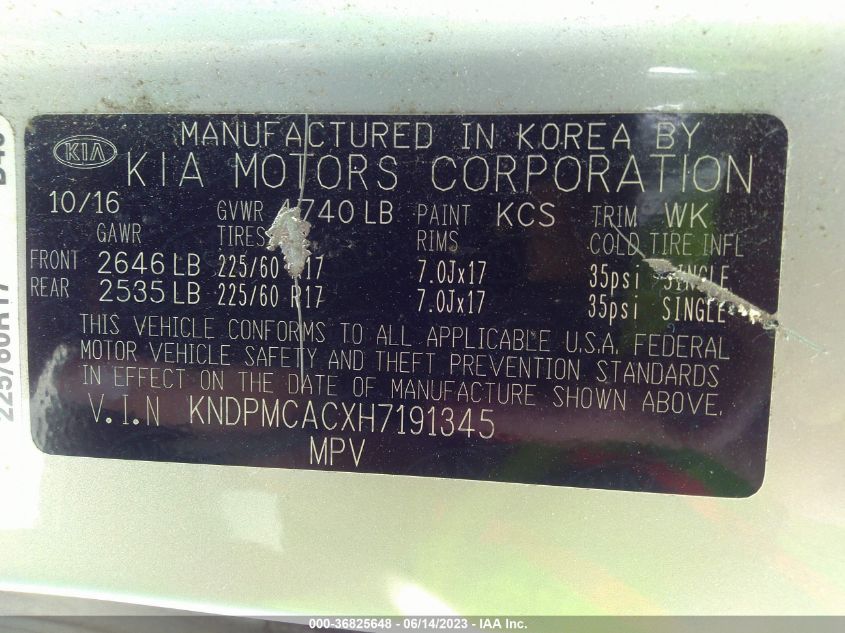 KIA
MANUFACTURED IN KOREA BY
KIA MOTORS CORPORATION
10/16 GVWR 4740 LB PAINT KCS TRIM WK
GAWR TIRES RIMS COLD TIRE INFL
FRONT 2646 LB 225/60 R17 7.0Jx17 35psi SINGLE
REAR 2535 LB 225/60 R17 7.0Jx17 35psi SINGLE
THIS VEHICLE CONFORMS TO ALL APPLICABLE U.S.A. FEDERAL
MOTOR VEHICLE SAFETY AND THEFT PREVENTION STANDARDS
IN EFFECT ON THE DATE OF MANUFACTURE SHOWN ABOVE.
V.I.N KNDPMCACXH7191345
MPV
225/60R17
000-36825648 - 06/14/2023 - IAA Inc.